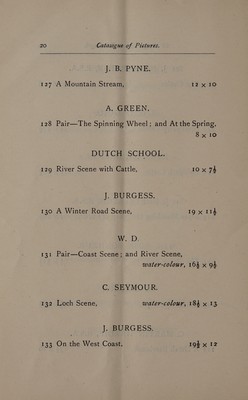 20 Catalogue of Pictures.
J. B. PYNE.
127 A Mountain Stream, 12 x 10
A. GREEN.
128 Pair—The Spinning Wheel; and At the Spring,
8 x 10
DUTCH SCHOOL.
129 River Scene with Cattle, 10 x 7½
J. BURGESS.
130 A Winter Road Scene, 19 x 11½
W. D.
131 Pair—Coast Scene; and River Scene,
water-colour, 16½ x 9½
C. SEYMOUR.
132 Loch Scene, water-colour, 18½ x 13
J. BURGESS.
133 On the West Coast, 19½ x 12